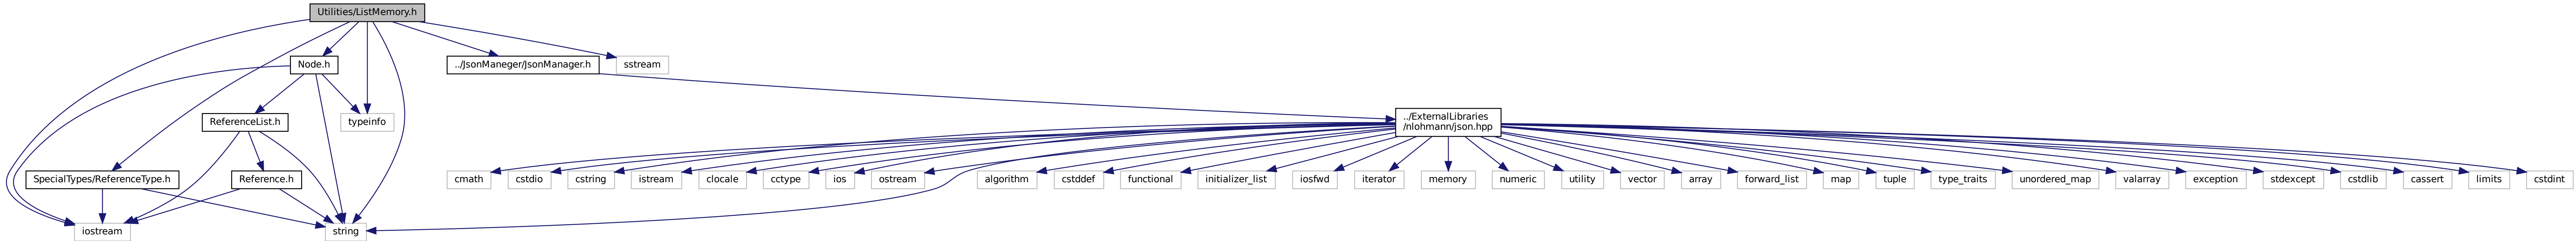 Utilities/ListMemory.h
Node.h
../JsonManeger/JsonManager.h
sstream
ReferenceList.h
typeinfo
../ExternalLibraries
/nlohmann/json.hpp
SpecialTypes/ReferenceType.h
Reference.h
cmath
cstdio
cstring
istream
clocale
cctype
ios
ostream
algorithm
cstddef
functional
initializer_list
iosfwd
iterator
memory
numeric
utility
vector
array
forward_list
map
tuple
type_traits
unordered_map
valarray
exception
stdexcept
cstdlib
cassert
limits
cstdint
iostream
string